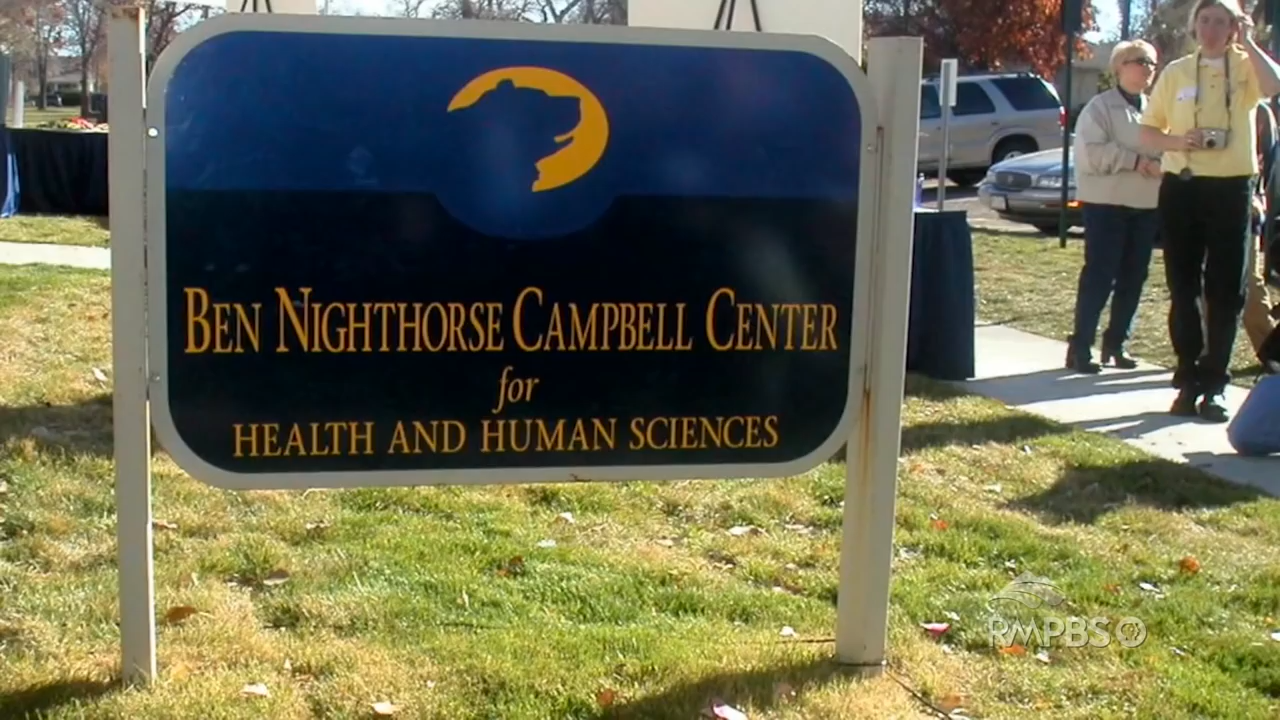 BEN NIGHTHORSE CAMPBELL CENTER
for
HEALTH AND HUMAN SCIENCES
RMPBS